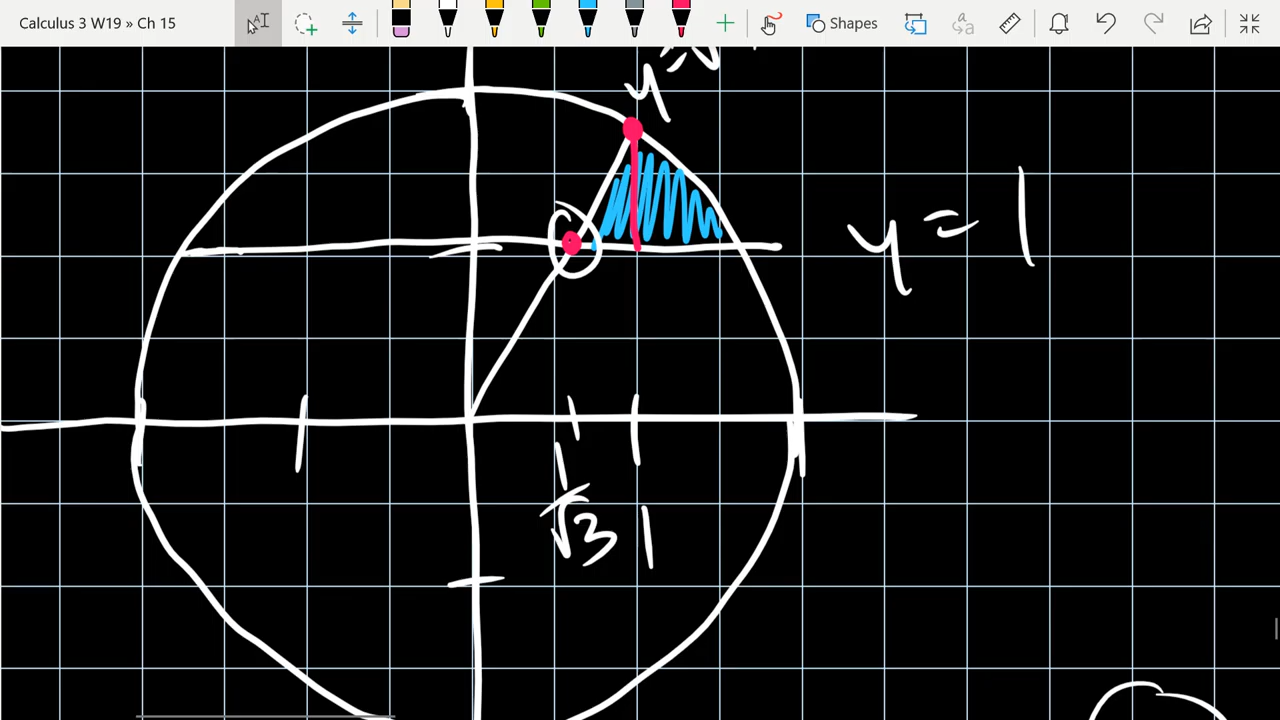 Calculus 3 W19 » Ch 15
Shapes
y=√
y = 1
1/√3
1